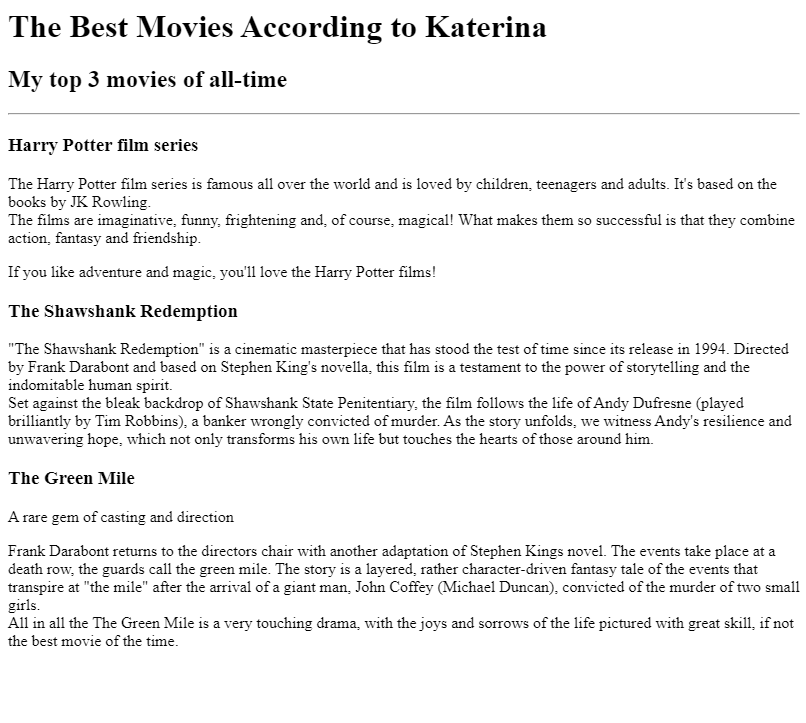 The Best Movies According to Katerina
My top 3 movies of all-time
Harry Potter film series
The Harry Potter film series is famous all over the world and is loved by children, teenagers and adults. It's based on the
books by JK Rowling.
The films are imaginative, funny, frightening and, of course, magical! What makes them so successful is that they combine
action, fantasy and friendship.
If you like adventure and magic, you'll love the Harry Potter films!
The Shawshank Redemption
"The Shawshank Redemption" is a cinematic masterpiece that has stood the test of time since its release in 1994. Directed
by Frank Darabont and based on Stephen King's novella, this film is a testament to the power of storytelling and the
indomitable human spirit.
Set against the bleak backdrop of Shawshank State Penitentiary, the film follows the life of Andy Dufresne (played
brilliantly by Tim Robbins), a banker wrongly convicted of murder. As the story unfolds, we witness Andy's resilience and
unwavering hope, which not only transforms his own life but touches the hearts of those around him.
The Green Mile
A rare gem of casting and direction
Frank Darabont returns to the directors chair with another adaptation of Stephen Kings novel. The events take place at a
death row, the guards call the green mile. The story is a layered, rather character-driven fantasy tale of the events that
transpire at "the mile" after the arrival of a giant man, John Coffey (Michael Duncan), convicted of the murder of two small
girls.
All in all the The Green Mile is a very touching drama, with the joys and sorrows of the life pictured with great skill, if not
the best movie of the time.